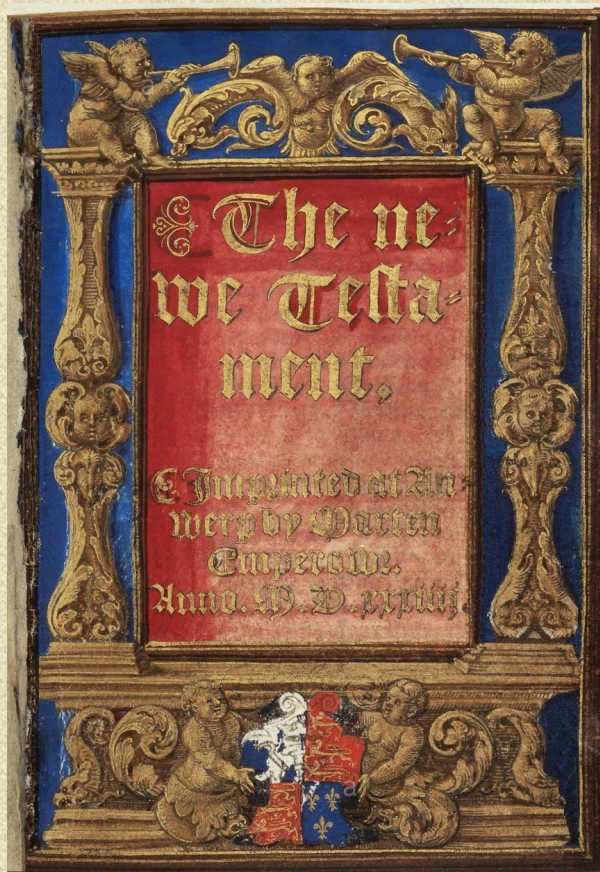 The ne⸗
we Testa⸗
ment.
Imprinted at An⸗
werp by Marten
Emperowr.
Anno. M. D. xxxiiij.